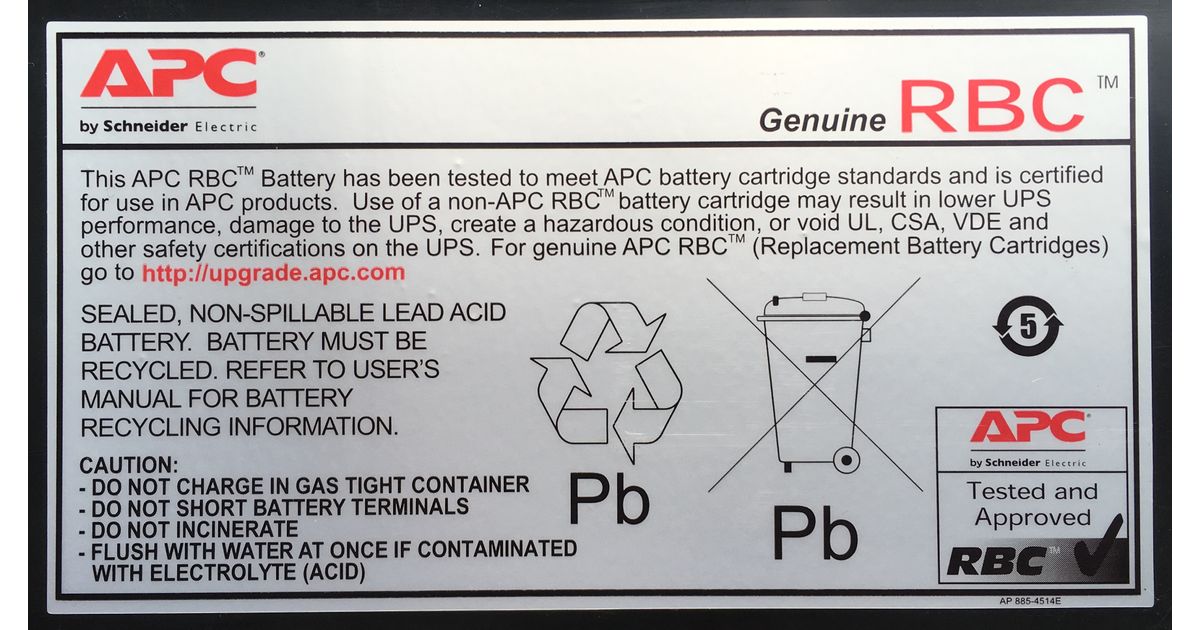 APC®
by Schneider Electric
Genuine RBC™
This APC RBC™ Battery has been tested to meet APC battery cartridge standards and is certified
for use in APC products. Use of a non-APC RBC™ battery cartridge may result in lower UPS
performance, damage to the UPS, create a hazardous condition, or void UL, CSA, VDE and
other safety certifications on the UPS. For genuine APC RBC™ (Replacement Battery Cartridges)
go to http://upgrade.apc.com
SEALED, NON-SPILLABLE LEAD ACID
BATTERY. BATTERY MUST BE
RECYCLED. REFER TO USER'S
MANUAL FOR BATTERY
RECYCLING INFORMATION.
CAUTION:
- DO NOT CHARGE IN GAS TIGHT CONTAINER
- DO NOT SHORT BATTERY TERMINALS
- DO NOT INCINERATE
- FLUSH WITH WATER AT ONCE IF CONTAMINATED
WITH ELECTROLYTE (ACID)
Pb
Pb
5
APC®
by Schneider Electric
Tested and
Approved
RBC™
AP 885-4514E